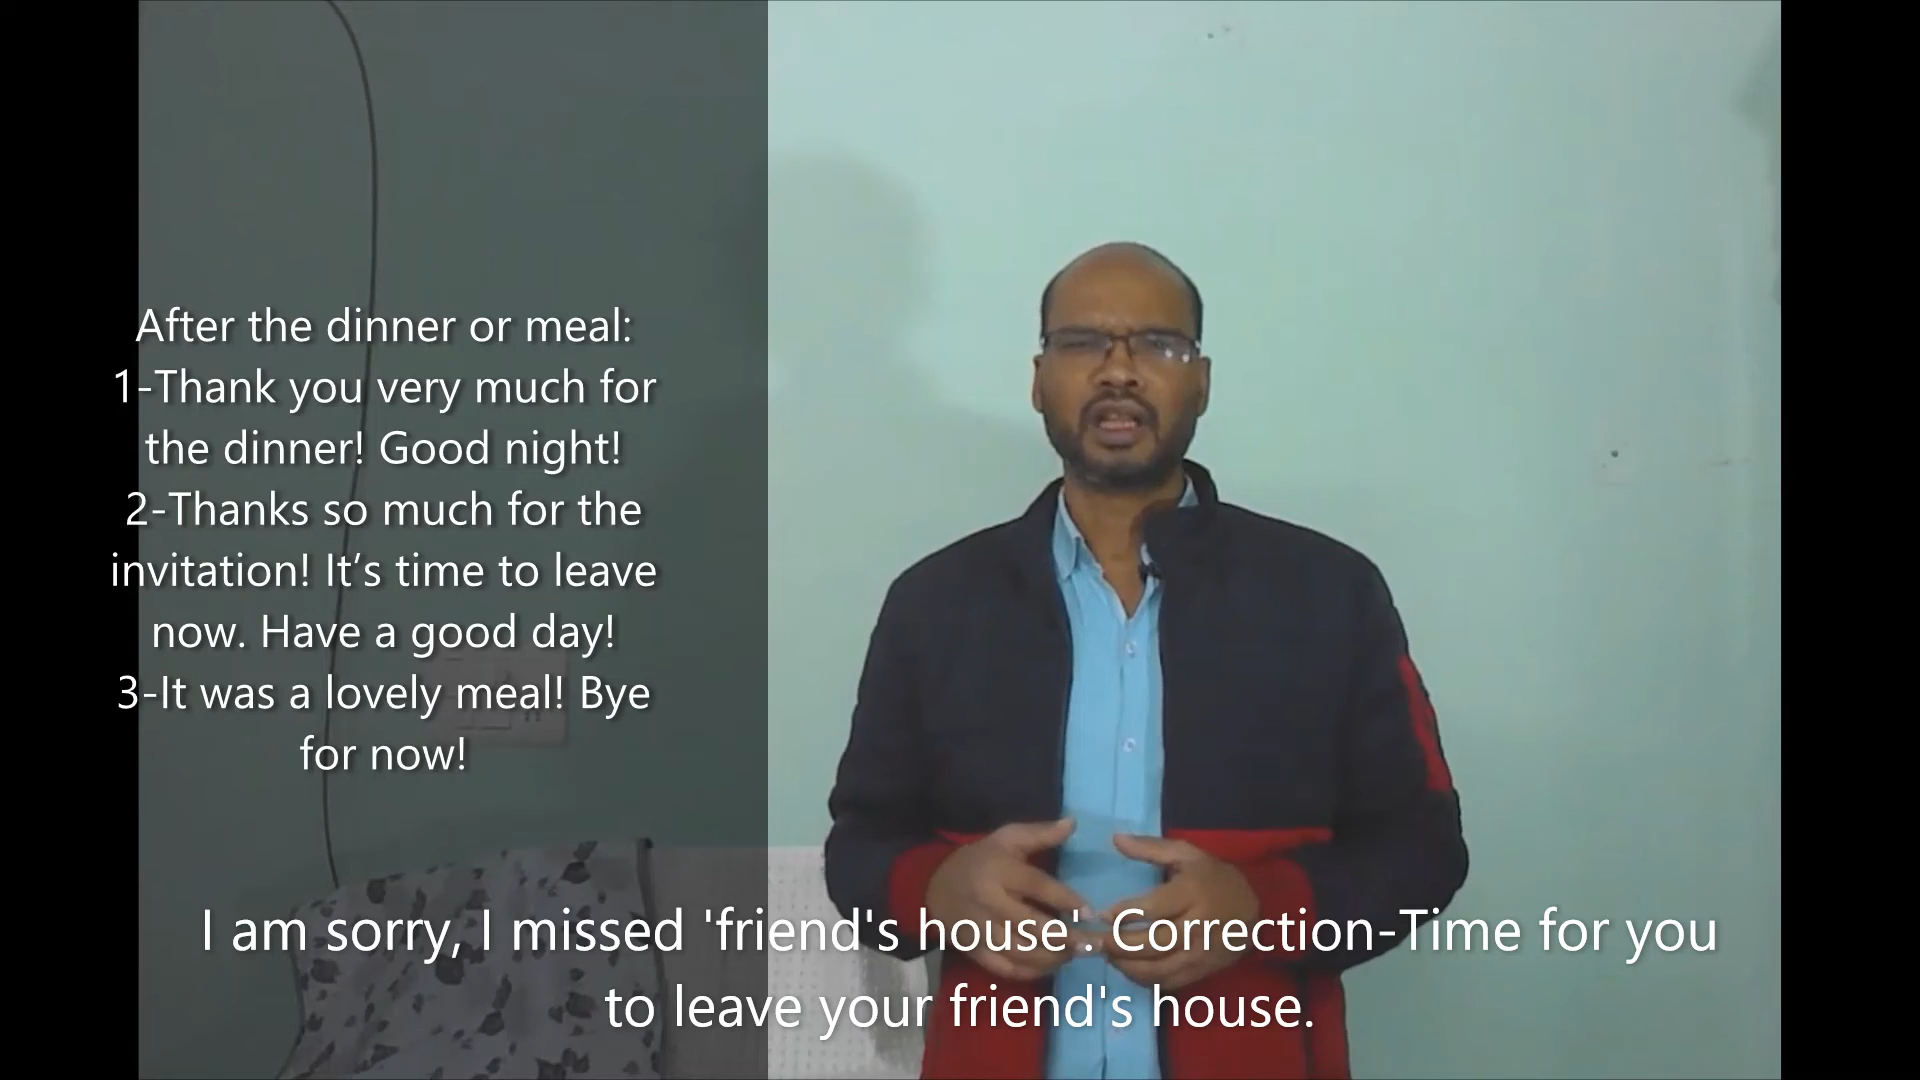 After the dinner or meal:
1-Thank you very much for
the dinner! Good night!
2-Thanks so much for the
invitation! It’s time to leave
now. Have a good day!
3-It was a lovely meal! Bye
for now!
I am sorry, I missed 'friend's house'. Correction-Time for you
to leave your friend's house.